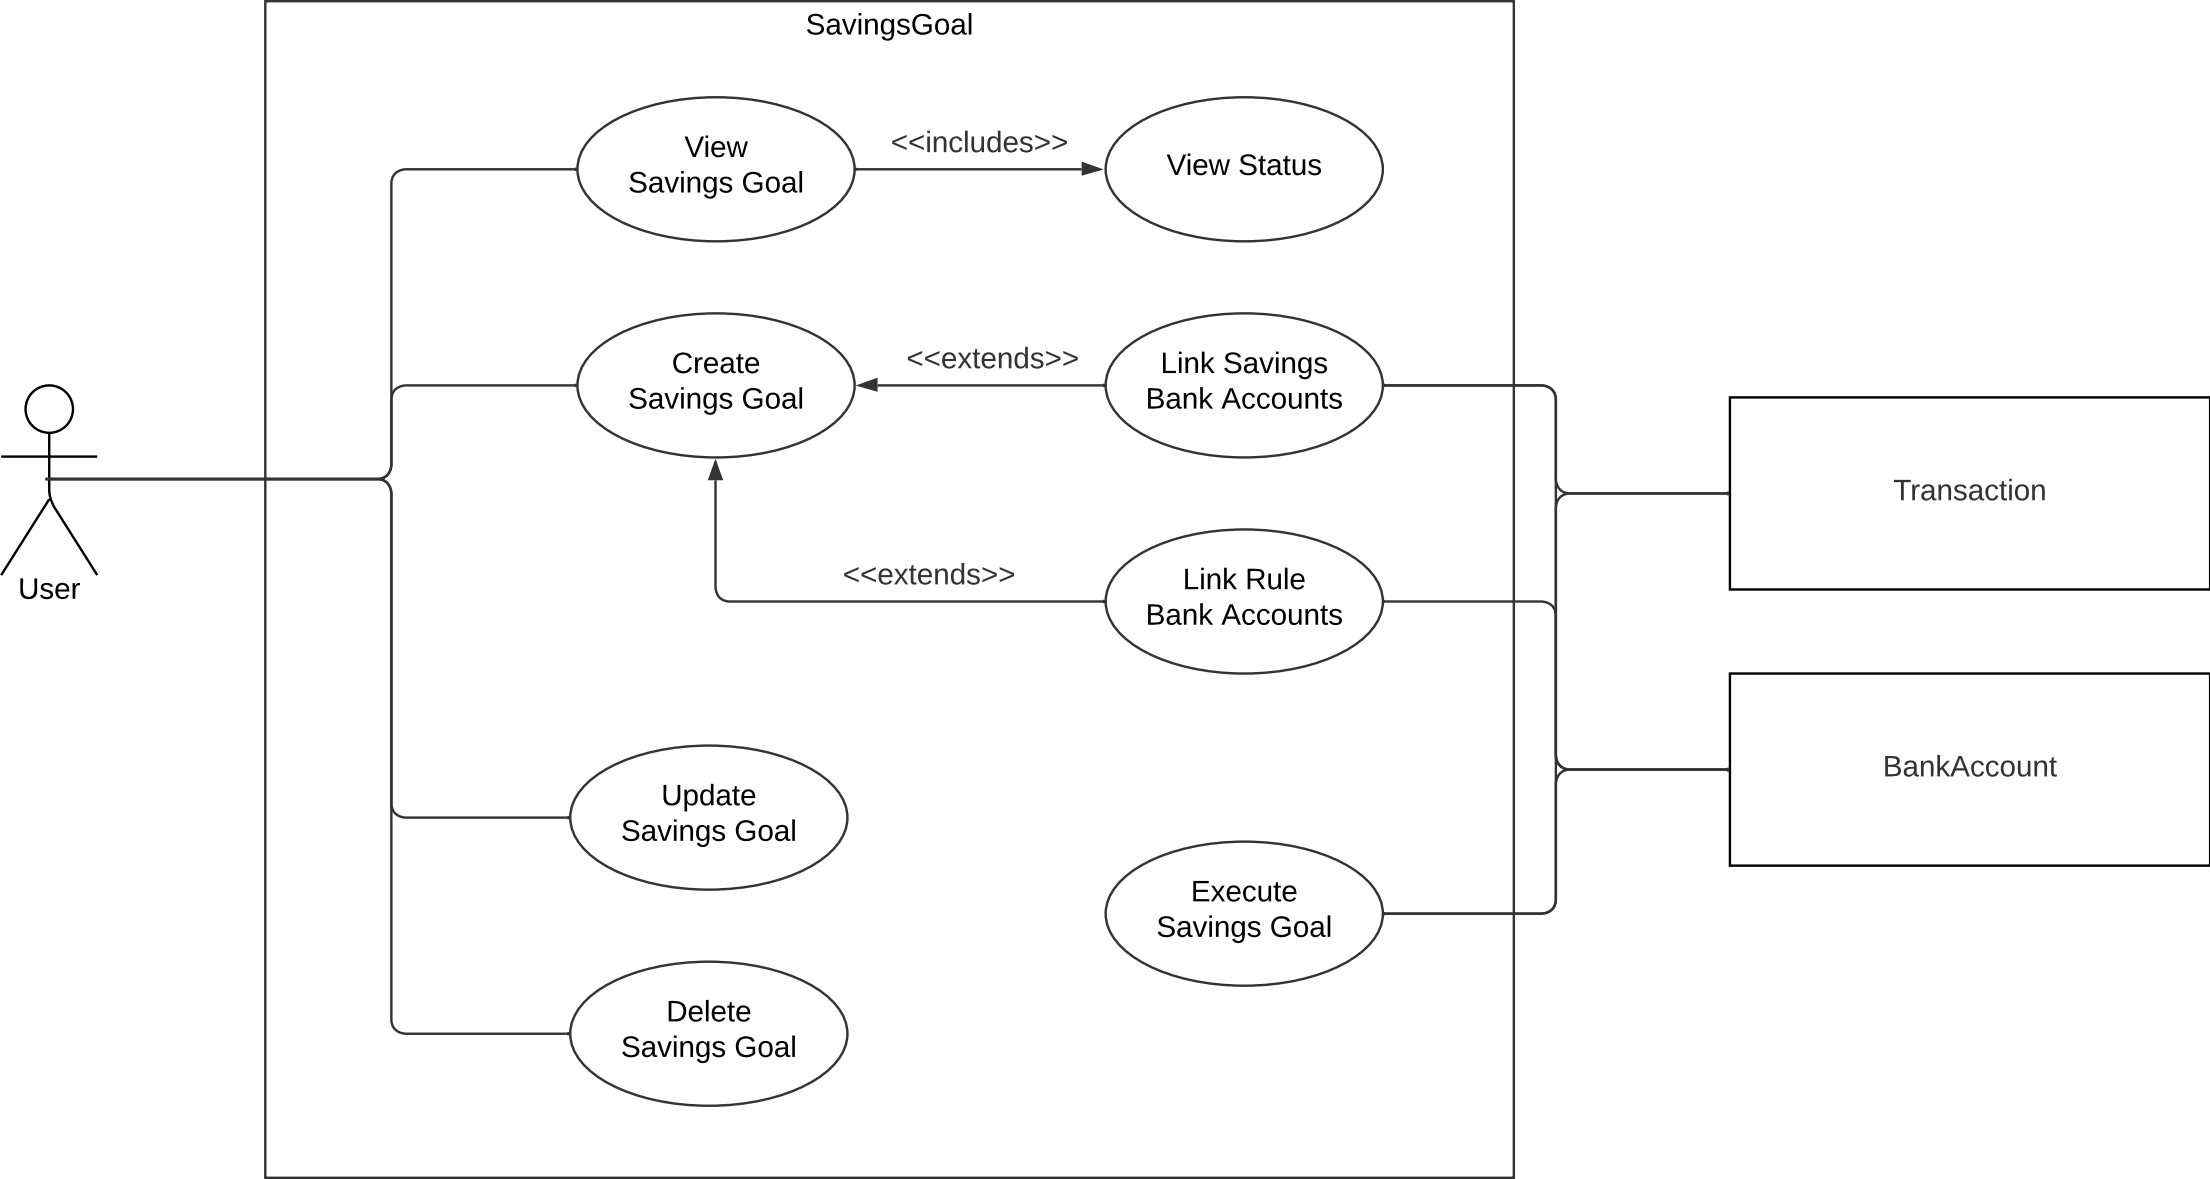 SavingsGoal
View
Savings Goal
<<includes>>
View Status
Create
Savings Goal
<<extends>>
Link Savings
Bank Accounts
<<extends>>
Link Rule
Bank Accounts
User
Transaction
BankAccount
Update
Savings Goal
Execute
Savings Goal
Delete
Savings Goal